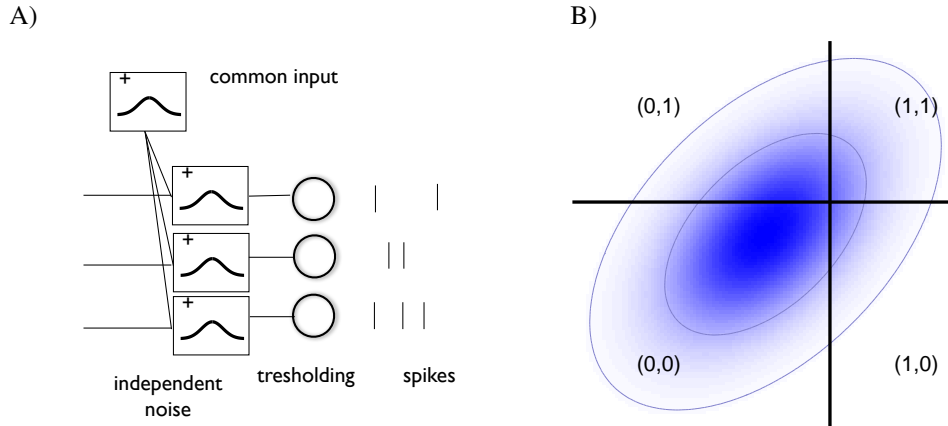 A)
common input
+
+
+
+
independent
noise
tresholding
spikes
B)
(0,1)
(1,1)
(0,0)
(1,0)